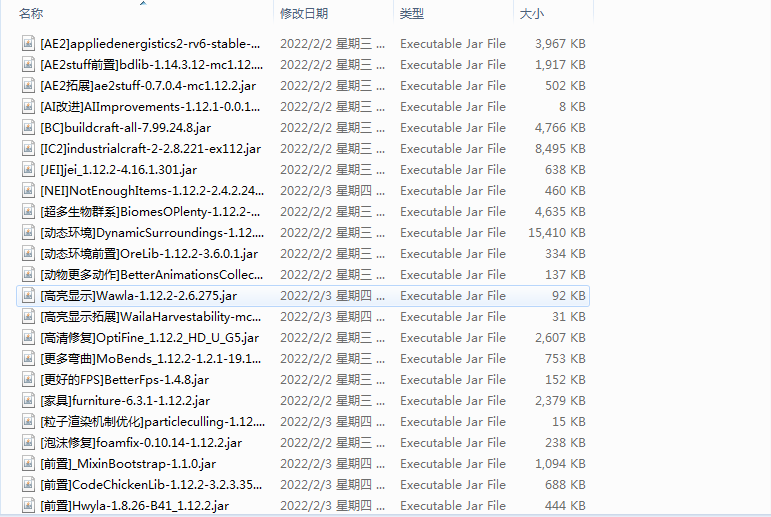 名称 修改日期 类型 大小
[AE2]appliedenergistics2-rv6-stable-... 2022/2/2 星期三 ... Executable Jar File 3,967 KB
[AE2stuff前置]bdlib-1.14.3.12-mc1.12.... 2022/2/2 星期三 ... Executable Jar File 1,917 KB
[AE2拓展]ae2stuff-0.7.0.4-mc1.12.2.jar 2022/2/2 星期三 ... Executable Jar File 502 KB
[AI改进]AIImprovements-1.12.1-0.0.1... 2022/2/2 星期三 ... Executable Jar File 8 KB
[BC]buildcraft-all-7.99.24.8.jar 2022/2/2 星期三 ... Executable Jar File 4,766 KB
[IC2]industrialcraft-2-2.8.221-ex112.jar 2022/2/2 星期三 ... Executable Jar File 8,495 KB
[JEI]jei_1.12.2-4.16.1.301.jar 2022/2/2 星期三 ... Executable Jar File 638 KB
[NEI]NotEnoughItems-1.12.2-2.4.2.24... 2022/2/3 星期四 ... Executable Jar File 460 KB
[超多生物群系]BiomesOPlenty-1.12.2-... 2022/2/2 星期三 ... Executable Jar File 4,635 KB
[动态环境]DynamicSurroundings-1.12.... 2022/2/2 星期三 ... Executable Jar File 15,410 KB
[动态环境前置]OreLib-1.12.2-3.6.0.1.jar 2022/2/2 星期三 ... Executable Jar File 334 KB
[动物更多动作]BetterAnimationsCollec... 2022/2/2 星期三 ... Executable Jar File 137 KB
[高亮显示]Wawla-1.12.2-2.6.275.jar 2022/2/3 星期四 ... Executable Jar File 92 KB
[高亮显示拓展]WailaHarvestability-mc... 2022/2/3 星期四 ... Executable Jar File 31 KB
[高清修复]OptiFine_1.12.2_HD_U_G5.jar 2022/2/2 星期三 ... Executable Jar File 2,607 KB
[更多弯曲]MoBends_1.12.2-1.2.1-19.1... 2022/2/2 星期三 ... Executable Jar File 753 KB
[更好的FPS]BetterFps-1.4.8.jar 2022/2/2 星期三 ... Executable Jar File 152 KB
[家具]furniture-6.3.1-1.12.2.jar 2022/2/2 星期三 ... Executable Jar File 2,379 KB
[粒子渲染机制优化]particleculling-1.12.... 2022/2/3 星期四 ... Executable Jar File 15 KB
[泡沫修复]foamfix-0.10.14-1.12.2.jar 2022/2/2 星期三 ... Executable Jar File 238 KB
[前置]_MixinBootstrap-1.1.0.jar 2022/2/3 星期四 ... Executable Jar File 1,094 KB
[前置]CodeChickenLib-1.12.2-3.2.3.35... 2022/2/3 星期四 ... Executable Jar File 688 KB
[前置]Hwyla-1.8.26-B41_1.12.2.jar 2022/2/3 星期四 ... Executable Jar File 444 KB